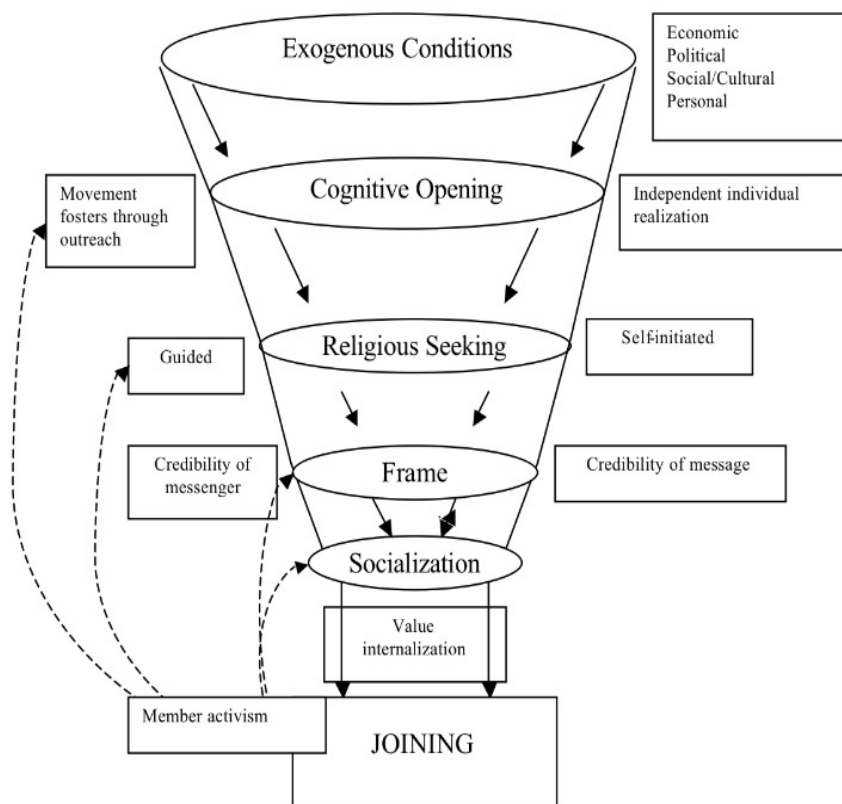 Exogenous Conditions
Economic
Political
Social/Cultural
Personal
Movement
fosters through
outreach
Cognitive Opening
Independent individual
realization
Guided
Religious Seeking
Self-initiated
Credibility of
messenger
Frame
Credibility of message
Socialization
Value
internalization
Member activism
JOINING